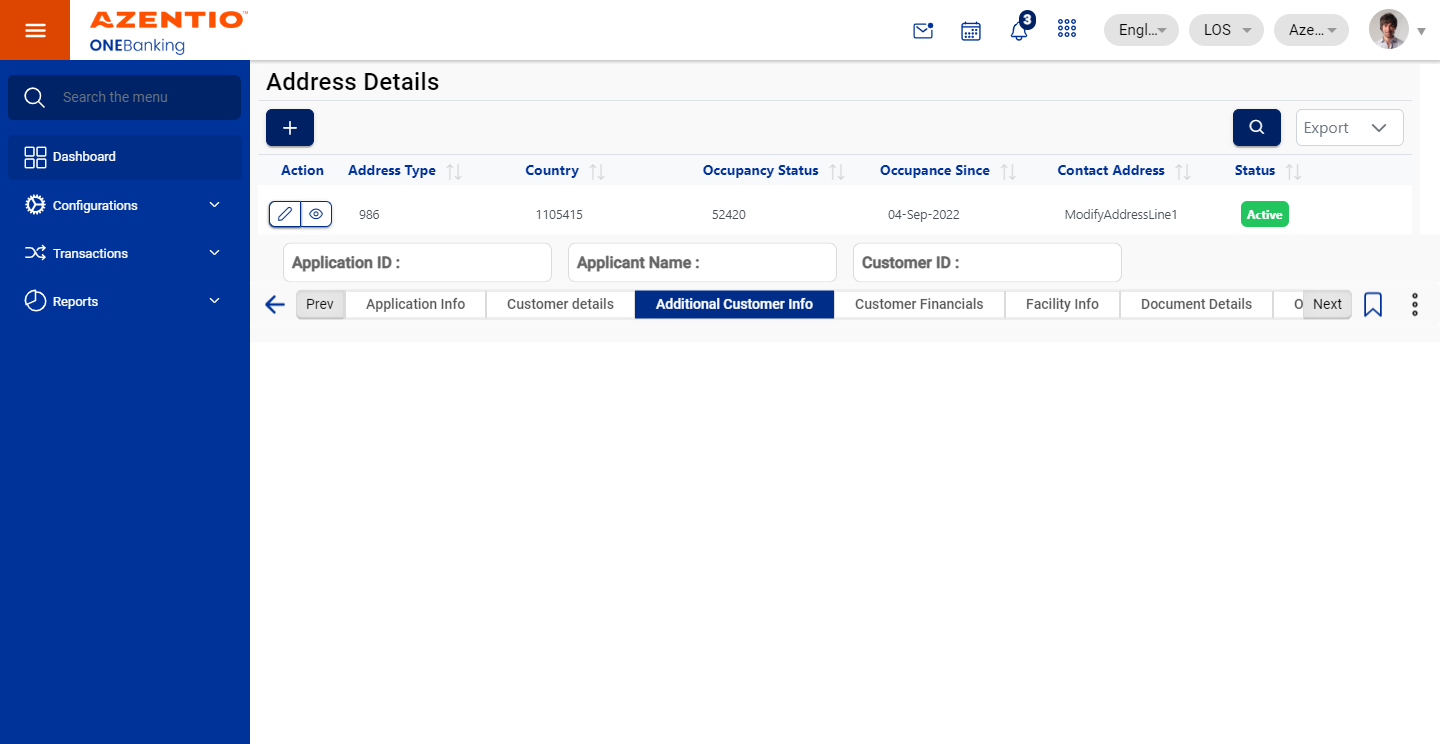 AZENTIO™
ONEBanking
3
Engl...
LOS
Aze...
Search the menu
Dashboard
Configurations
Transactions
Reports
Address Details
+
Export
Action Address Type Country Occupancy Status Occupance Since Contact Address Status
986 1105415 52420 04-Sep-2022 ModifyAddressLine1 Active
Application ID : Applicant Name : Customer ID :
Prev Application Info Customer details Additional Customer Info Customer Financials Facility Info Document Details O Next